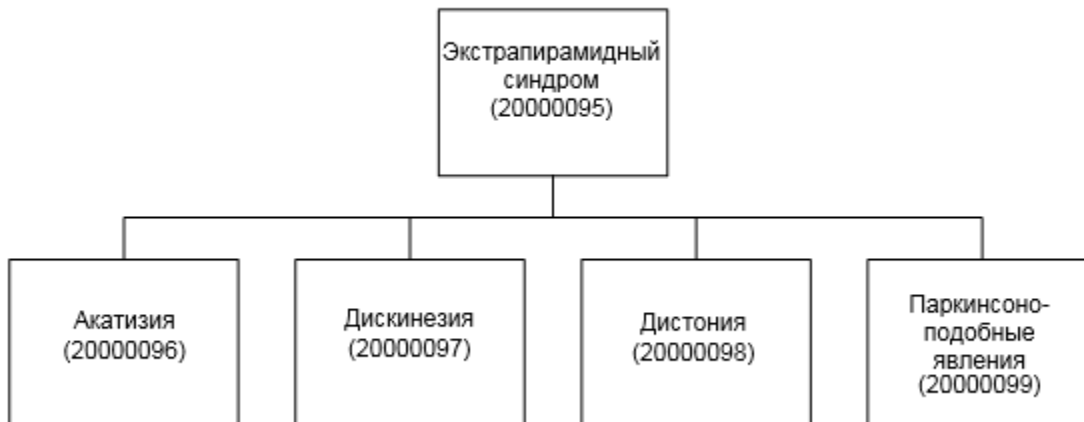 Экстрапирамидный
синдром
(20000095)
Акатизия
(20000096)
Дискинезия
(20000097)
Дистония
(20000098)
Паркинсоно-
подобные
явления
(20000099)